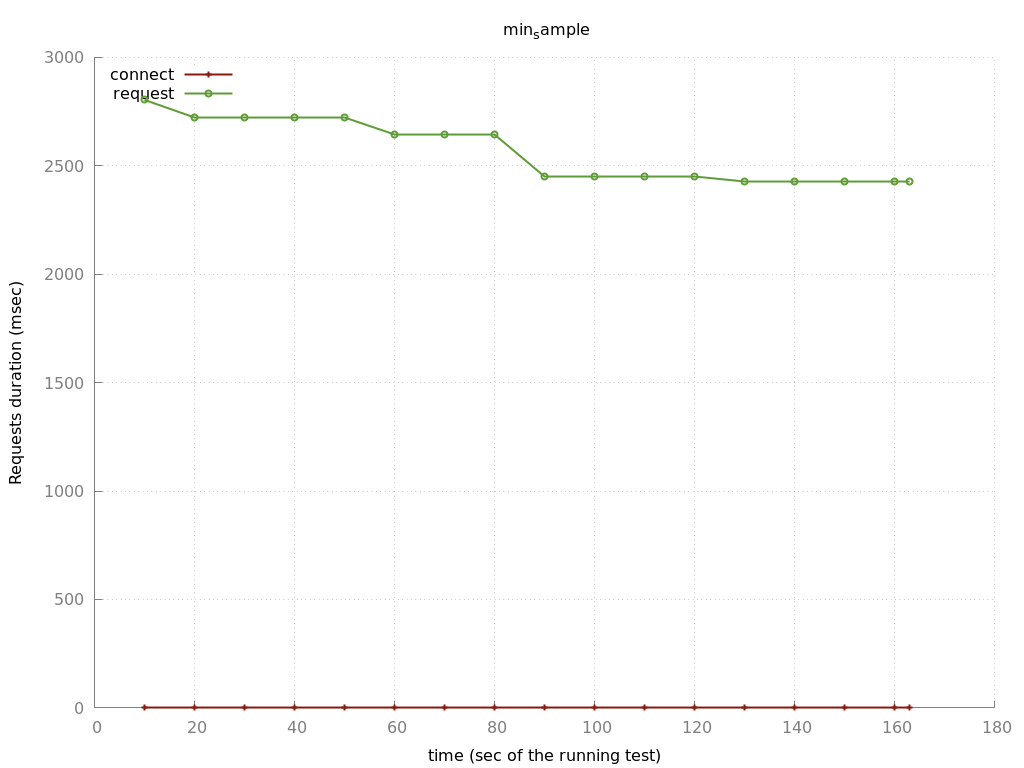 min_sample
3000
connect
request
2500
2000
1500
1000
500
0
0 20 40 60 80 100 120 140 160 180
Requests duration (msec)
time (sec of the running test)